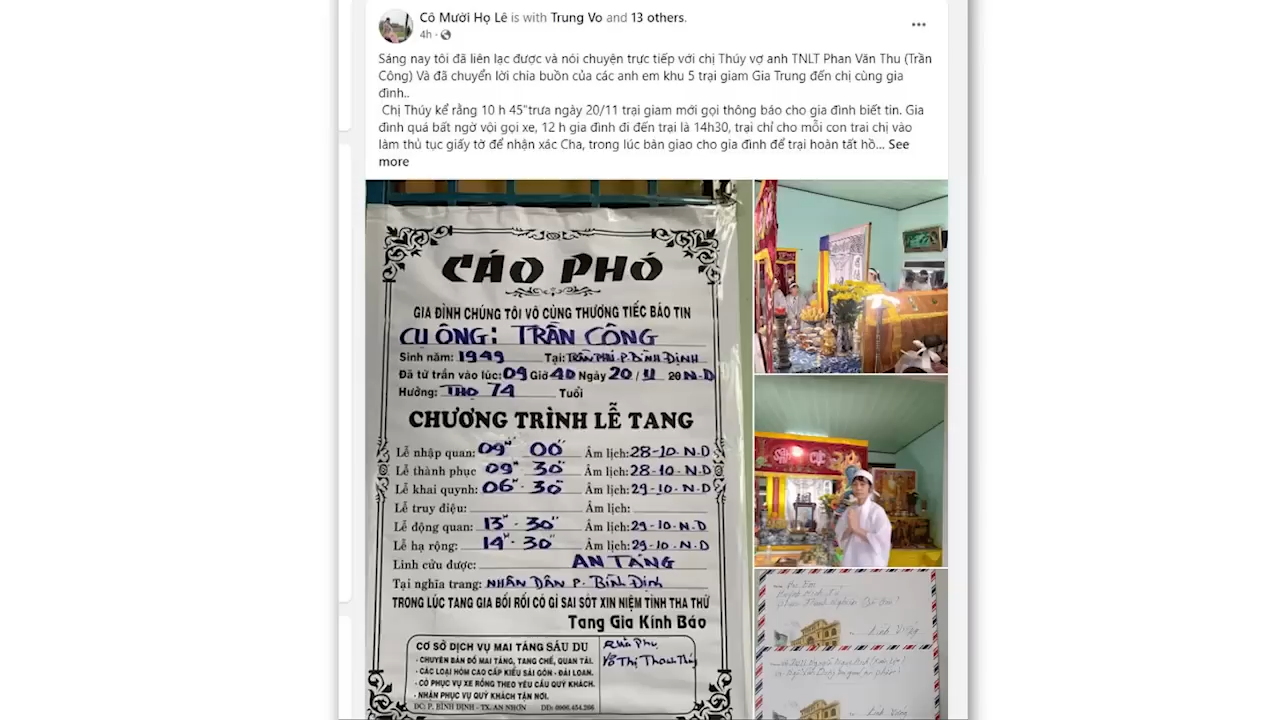 Cô Mười Họ Lê is with Trung Vo and 13 others.
4h ·
Sáng nay tôi đã liên lạc được và nói chuyện trực tiếp với chị Thúy vợ anh TNLT Phan Văn Thu (Trần
Công) Và đã chuyển lời chia buồn của các anh em khu 5 trại giam Gia Trung đến chị cùng gia
đình..
Chị Thúy kể rằng 10 h 45"trưa ngày 20/11 trại giam mới gọi thông báo cho gia đình biết tin. Gia
đình quá bất ngờ vội gọi xe, 12 h gia đình đi đến trại là 14h30, trại chỉ cho mỗi con trai chị vào
làm thủ tục giấy tờ để nhận xác Cha, trong lúc bàn giao cho gia đình để trại hoàn tất hồ... See
more
CÁO PHÓ
GIA ĐÌNH CHÚNG TÔI VÔ CÙNG THƯƠNG TIẾC BÁO TIN
CỤ ÔNG: TRẦN CÔNG
Sinh năm: 1949 Tại: TRẦN PHÚ P. BÌNH ĐỊNH
Đã từ trần vào lúc: 09 Giờ 40 Ngày 20 / 11 20 N.D
Hưởng: THỌ 74 Tuổi
CHƯƠNG TRÌNH LỄ TANG
Lễ nhập quan: 09" 00" Âm lịch: 28-10-N.D
Lễ thành phục 09" 30" Âm lịch: 28-10-N.D
Lễ khai quynh: 06"-30" Âm lịch: 29-10-N.D
Lễ truy điệu: Âm lịch:
Lễ động quan: 13"-30" Âm lịch: 29-10-N.D
Lễ hạ rộng: 14"-30" Âm lịch: 29-10-N.D
Linh cửu được: AN TÁNG
Tại nghĩa trang: NHÂN DÂN P. BÌNH ĐỊNH
TRONG LÚC TANG GIA BỐI RỐI CÓ GÌ SAI SÓT XIN NIỆM TÌNH THA THỨ
Tang Gia Kính Báo
CƠ SỞ DỊCH VỤ MAI TÁNG SÁU DU
- CHUYÊN BÁN ĐỒ MAI TÁNG, TANG CHẾ, QUAN TÀI.
- CÁC LOẠI HÒM CAO CẤP KIỂU SÀI GÒN - ĐÀI LOAN.
- CÓ PHỤC VỤ XE RỒNG THEO YÊU CẦU QUÝ KHÁCH.
- NHẬN PHỤC VỤ QUÝ KHÁCH TẬN NƠI.
ĐC: P. BÌNH ĐỊNH - TX. AN NHƠN DĐ: 0906.454.266
Võ Thị Thanh Thúy